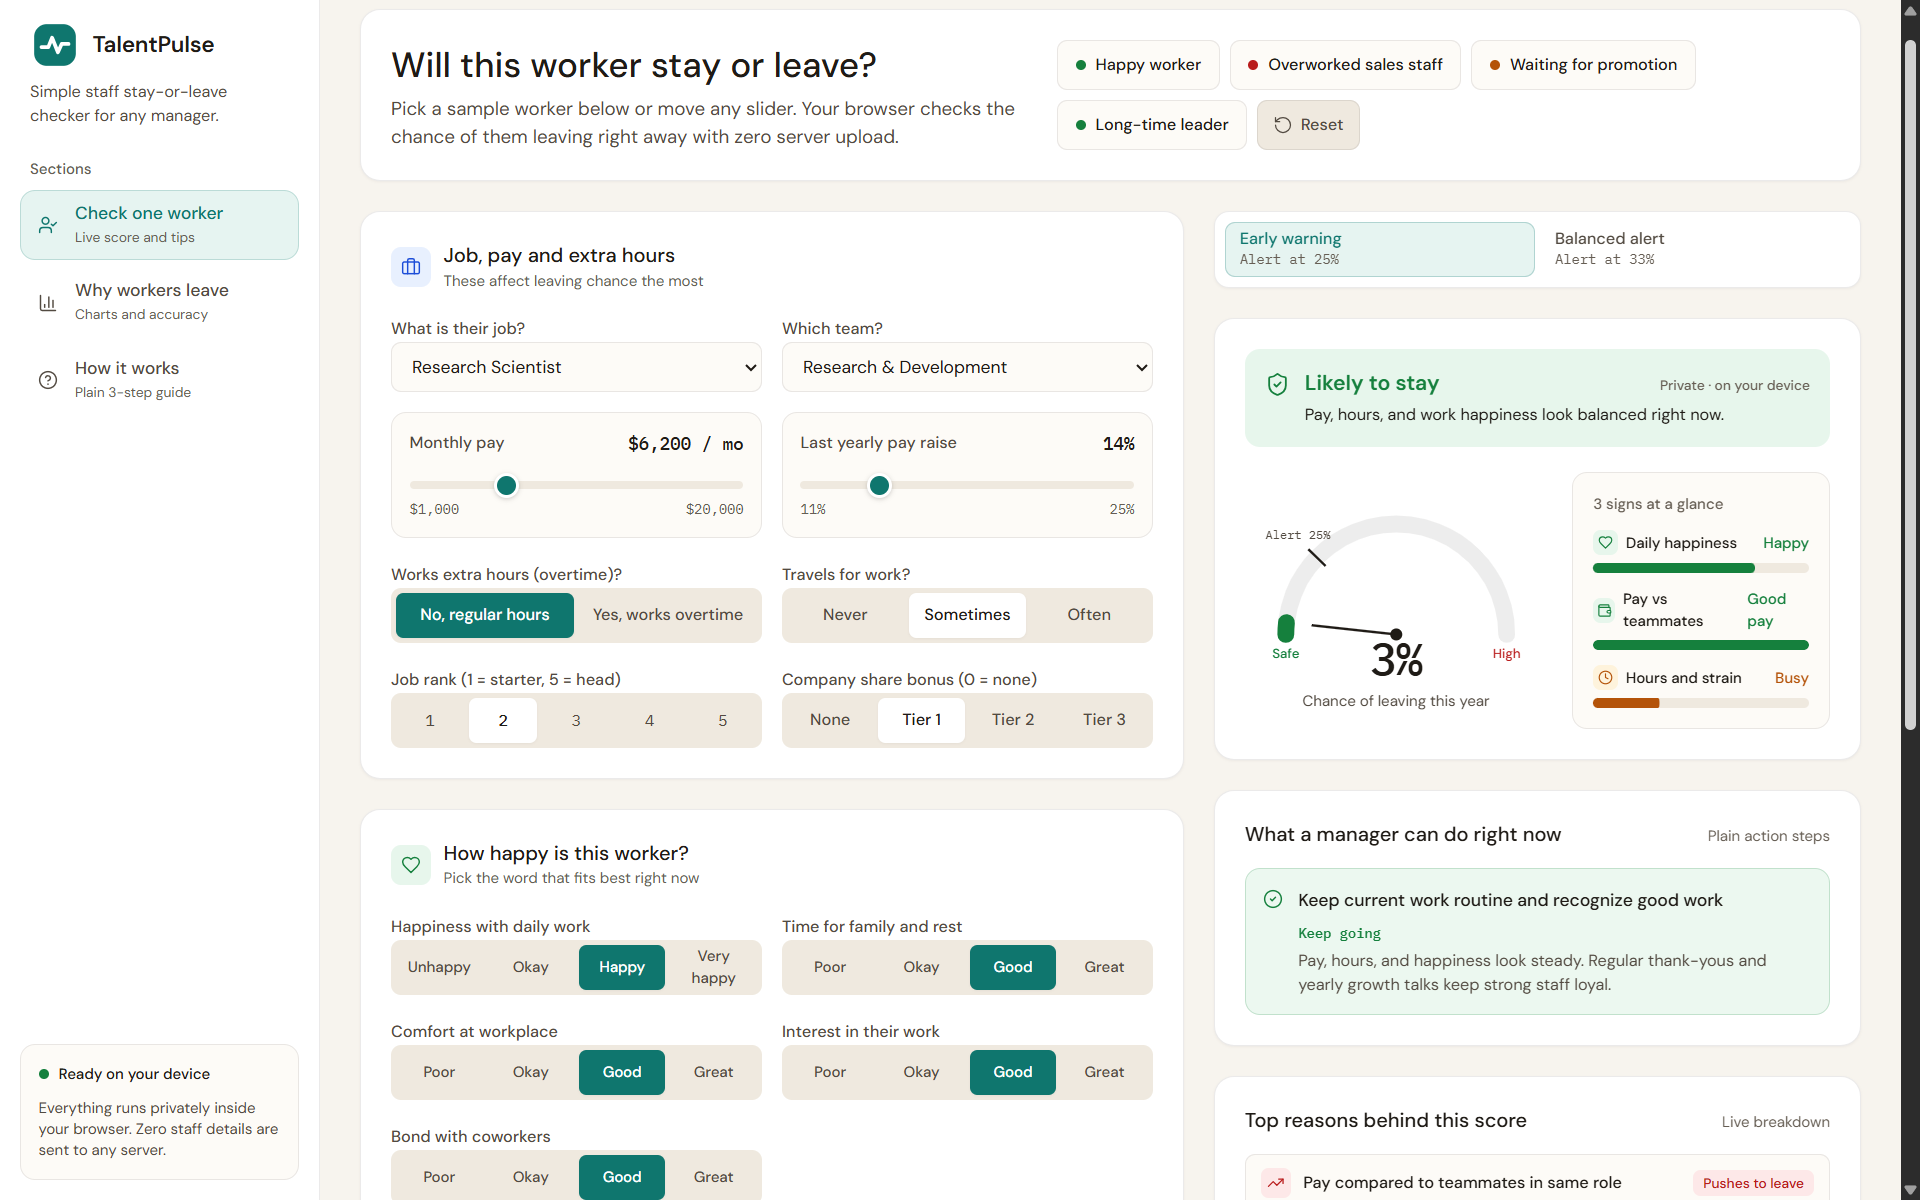 TalentPulse
Simple staff stay-or-leave
checker for any manager.
Sections
Check one worker
Live score and tips
Why workers leave
Charts and accuracy
How it works
Plain 3-step guide
Ready on your device
Everything runs privately inside
your browser. Zero staff details are
sent to any server.
Will this worker stay or leave?
Pick a sample worker below or move any slider. Your browser checks the
chance of them leaving right away with zero server upload.
Happy worker
Overworked sales staff
Waiting for promotion
Long-time leader
Reset
Job, pay and extra hours
These affect leaving chance the most
What is their job?
Research Scientist
Which team?
Research & Development
Monthly pay
$6,200 / mo
$1,000
$20,000
Last yearly pay raise
14%
11%
25%
Works extra hours (overtime)?
No, regular hours
Yes, works overtime
Travels for work?
Never
Sometimes
Often
Job rank (1 = starter, 5 = head)
1
2
3
4
5
Company share bonus (0 = none)
None
Tier 1
Tier 2
Tier 3
How happy is this worker?
Pick the word that fits best right now
Happiness with daily work
Unhappy
Okay
Happy
Very
happy
Time for family and rest
Poor
Okay
Good
Great
Comfort at workplace
Poor
Okay
Good
Great
Interest in their work
Poor
Okay
Good
Great
Bond with coworkers
Poor
Okay
Good
Great
Early warning
Alert at 25%
Balanced alert
Alert at 33%
Likely to stay
Private · on your device
Pay, hours, and work happiness look balanced right now.
Alert 25%
Safe
High
3%
Chance of leaving this year
3 signs at a glance
Daily happiness
Happy
Pay vs
teammates
Good
pay
Hours and strain
Busy
What a manager can do right now
Plain action steps
Keep current work routine and recognize good work
Keep going
Pay, hours, and happiness look steady. Regular thank-yous and
yearly growth talks keep strong staff loyal.
Top reasons behind this score
Live breakdown
Pay compared to teammates in same role
Pushes to leave